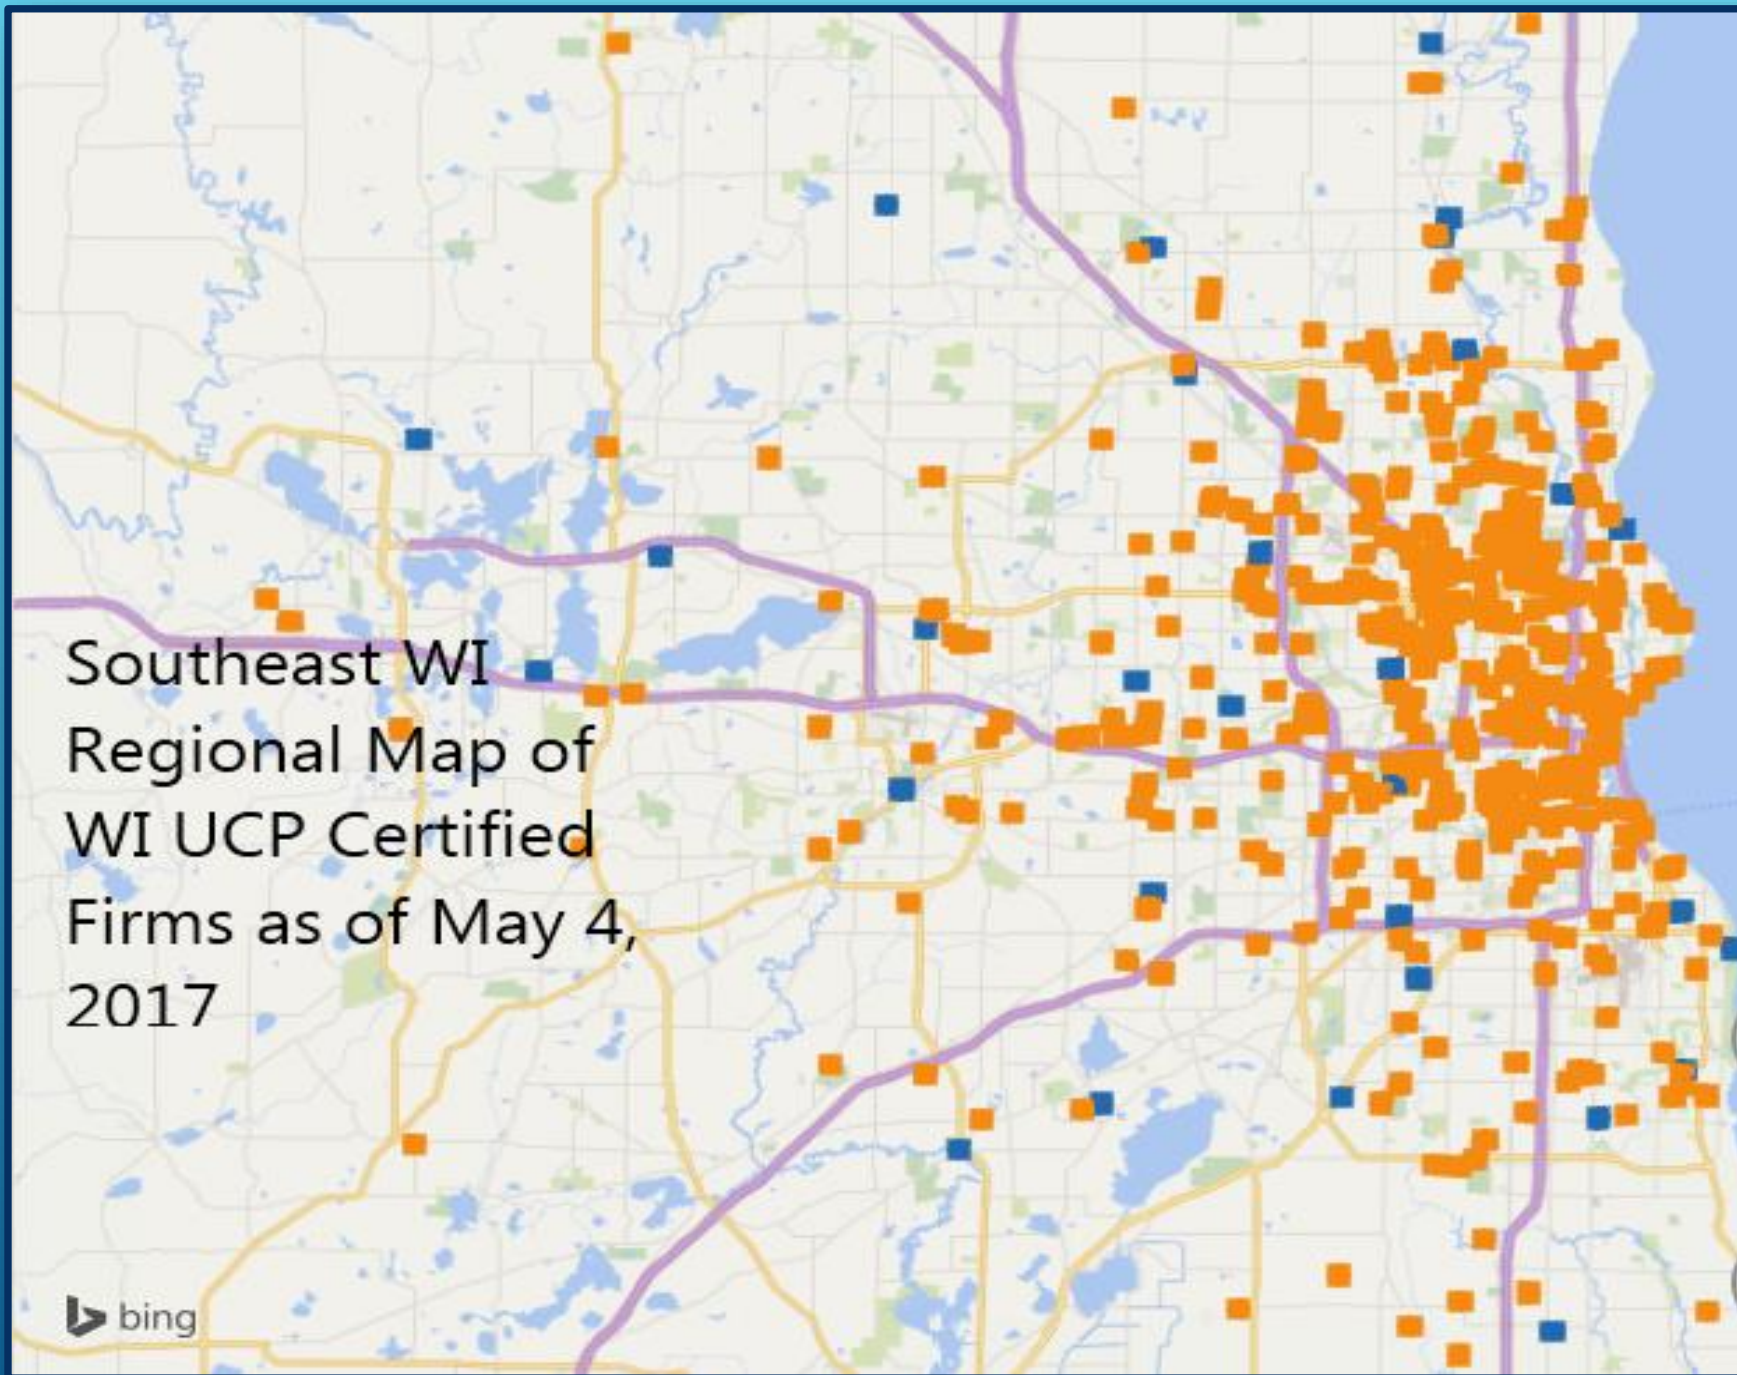 Southeast WI
Regional Map of
WI UCP Certified
Firms as of May 4,
2017
bing